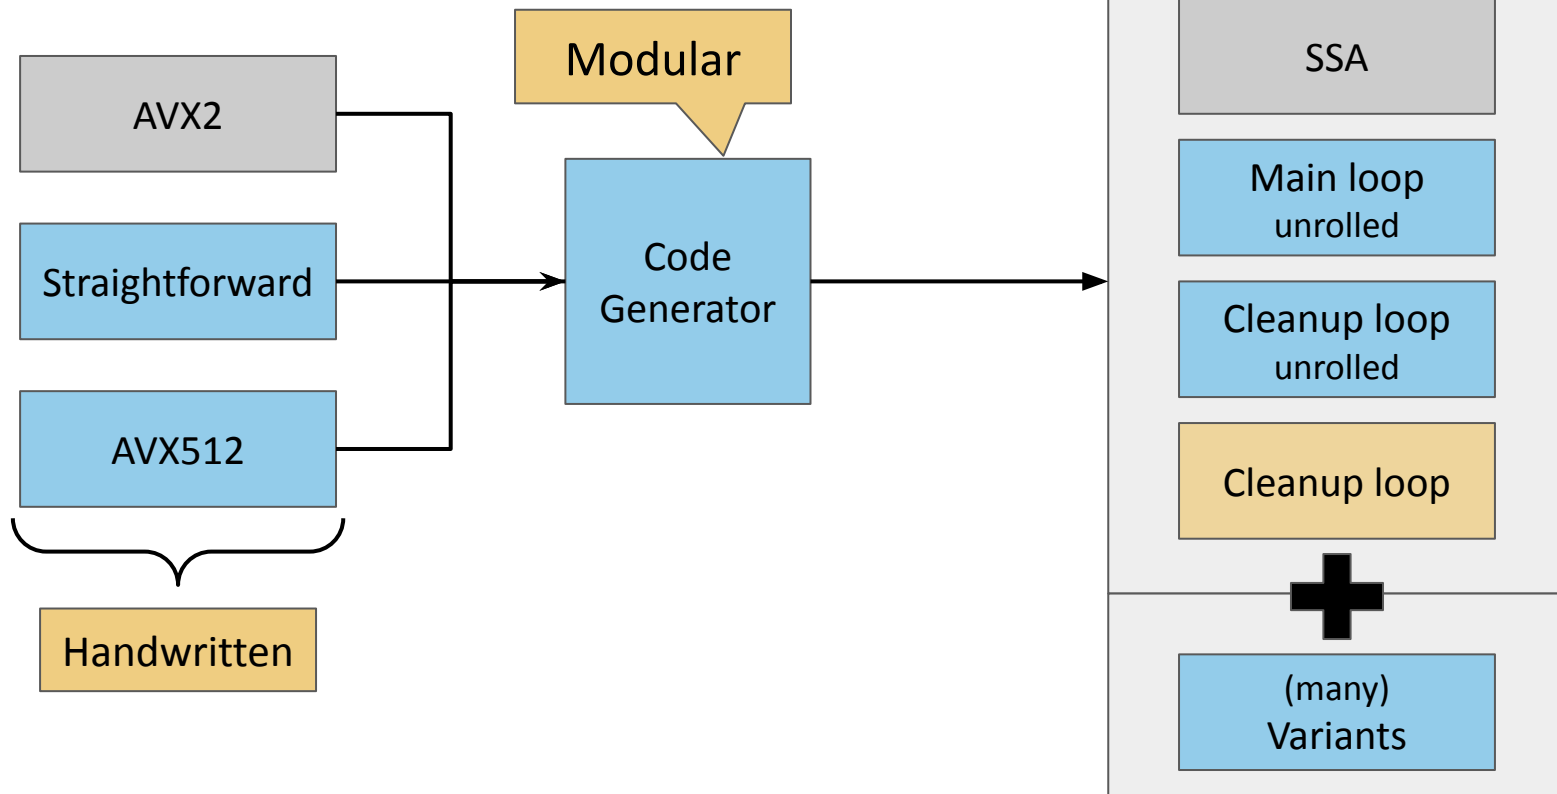 AVX2
Straightforward
AVX512
Handwritten
Modular
Code
Generator
SSA
Main loop
unrolled
Cleanup loop
unrolled
Cleanup loop
(many)
Variants